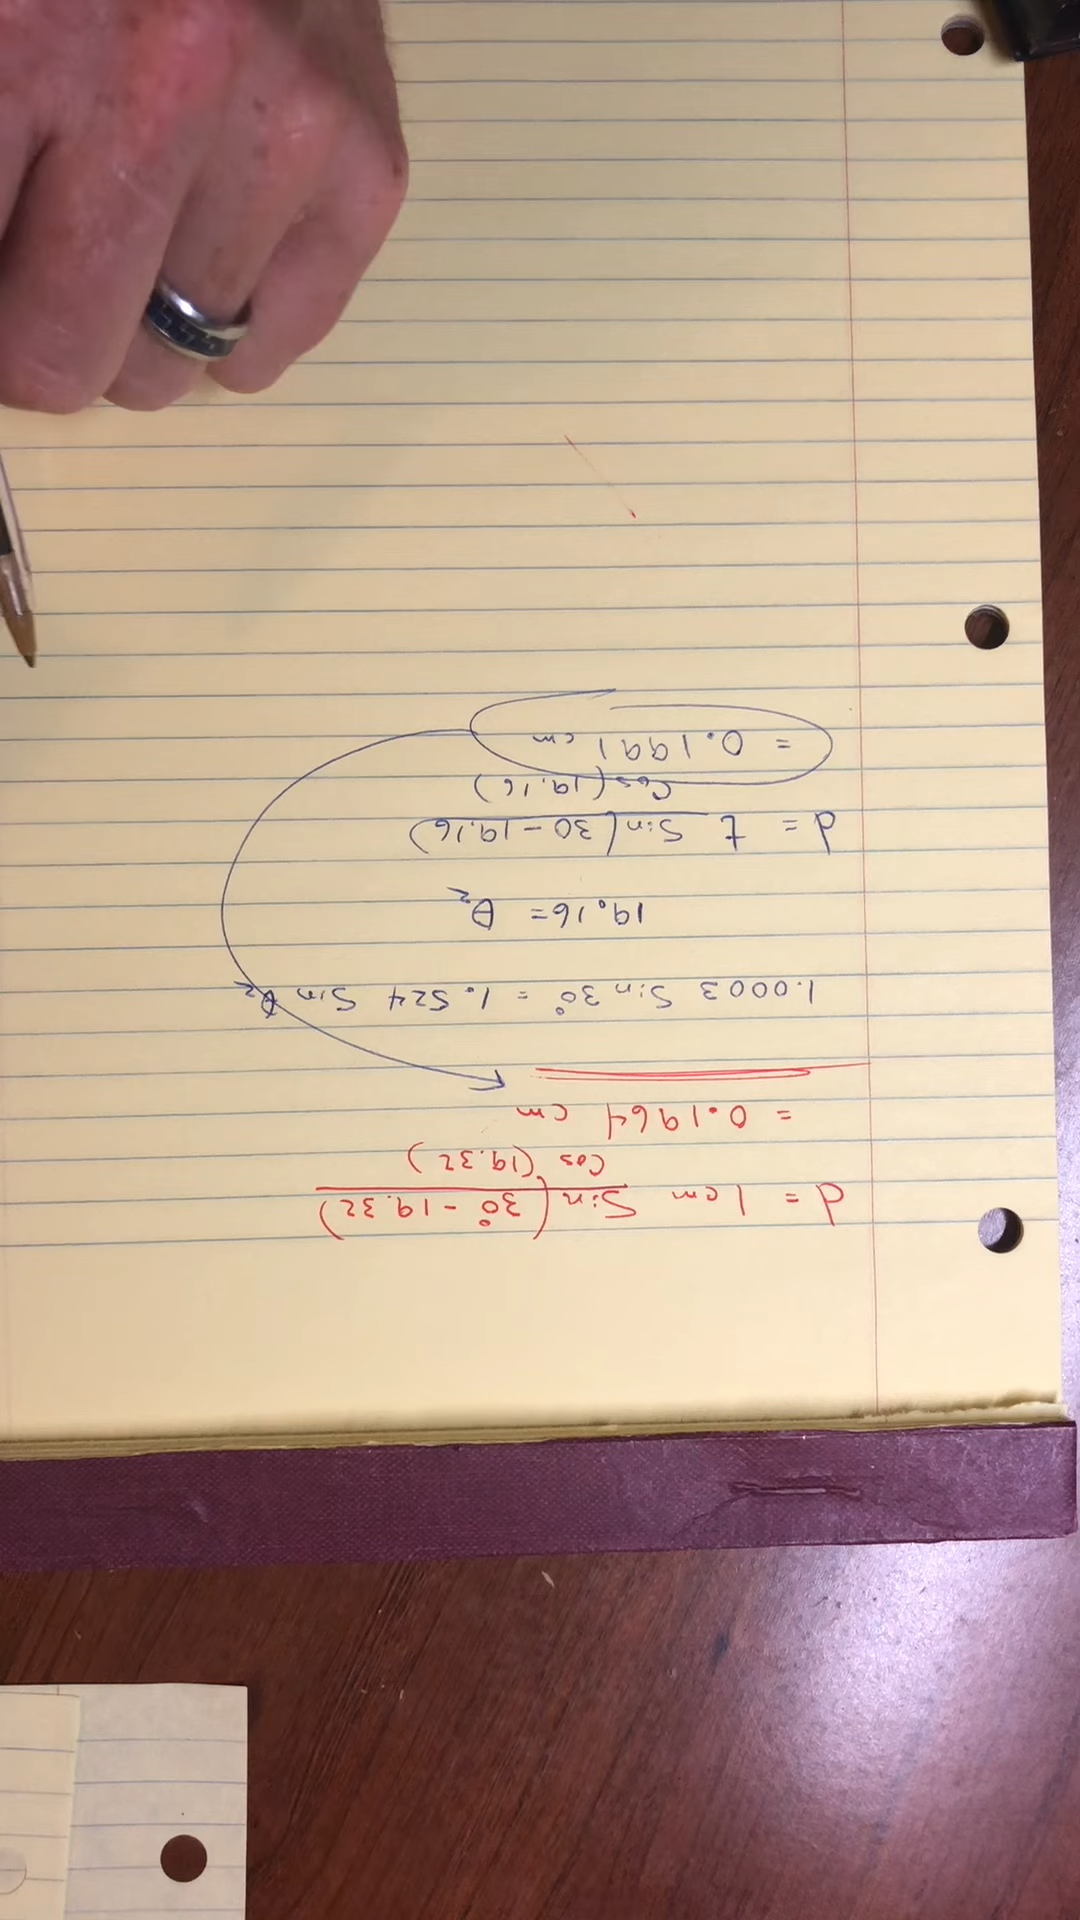 d = 1cm Sin(30° - 19.32)
Cos (19.32)
= 0.1964 cm
1.0003 Sin 30° = 1.524 Sin θ₂
19.16 = θ₂
d = t Sin(30 - 19.16)
Cos(19.16)
= 0.1991 cm